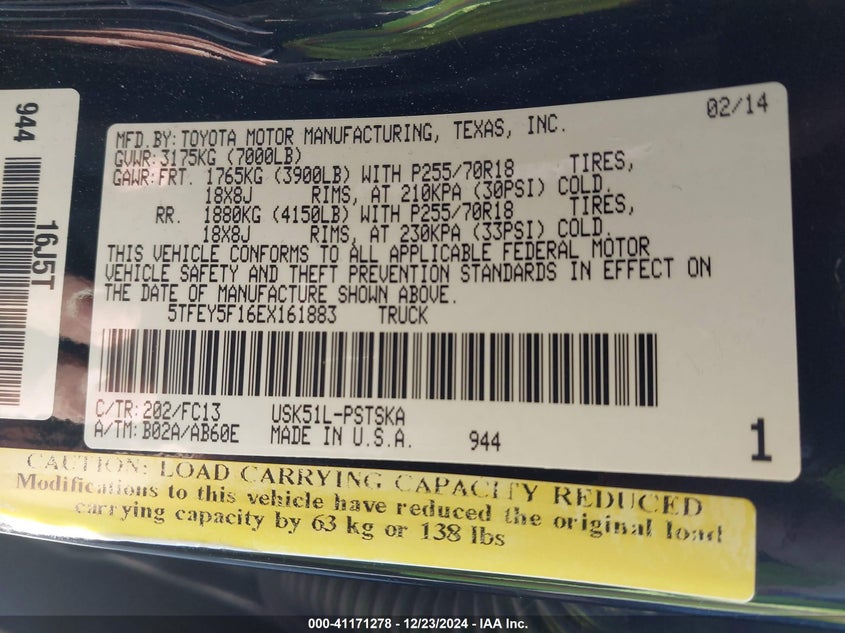 944
16J5T
02/14
MFD.BY:TOYOTA MOTOR MANUFACTURING, TEXAS, INC.
GVWR:3175KG (7000LB)
GAWR:FRT. 1765KG (3900LB) WITH P255/70R18 TIRES,
18X8J RIMS, AT 210KPA (30PSI) COLD.
RR. 1880KG (4150LB) WITH P255/70R18 TIRES,
18X8J RIMS, AT 230KPA (33PSI) COLD.
THIS VEHICLE CONFORMS TO ALL APPLICABLE FEDERAL MOTOR
VEHICLE SAFETY AND THEFT PREVENTION STANDARDS IN EFFECT ON
THE DATE OF MANUFACTURE SHOWN ABOVE.
5TFEY5F16EX161883 TRUCK
C/TR:202/FC13 USK51L-PSTSKA
A/TM:B02A/AB60E MADE IN U.S.A. 944
1
CAUTION: LOAD CARRYING CAPACITY REDUCED
Modifications to this vehicle have reduced the original load
carrying capacity by 63 kg or 138 lbs
000-41171278 - 12/23/2024 - IAA Inc.